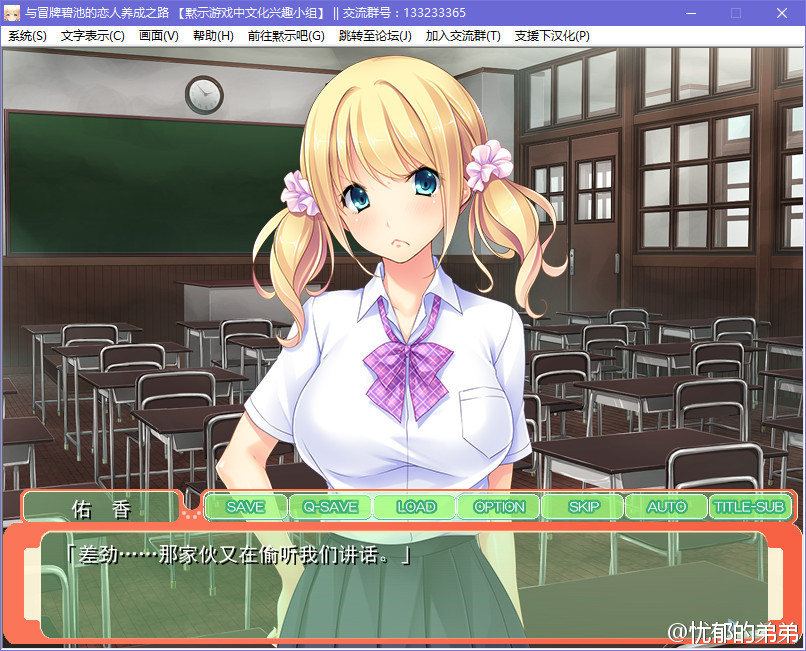 与冒牌碧池的恋人养成之路 【默示游戏中文化兴趣小组】 || 交流群号：133233365
系统(S) 文字表示(C) 画面(V) 帮助(H) 前往默示吧(G) 跳转至论坛(J) 加入交流群(T) 支援下汉化(P)
佑 香
SAVE Q-SAVE LOAD OPTION SKIP AUTO TITLE-SUB
「差劲……那家伙又在偷听我们讲话。」
@忧郁的弟弟